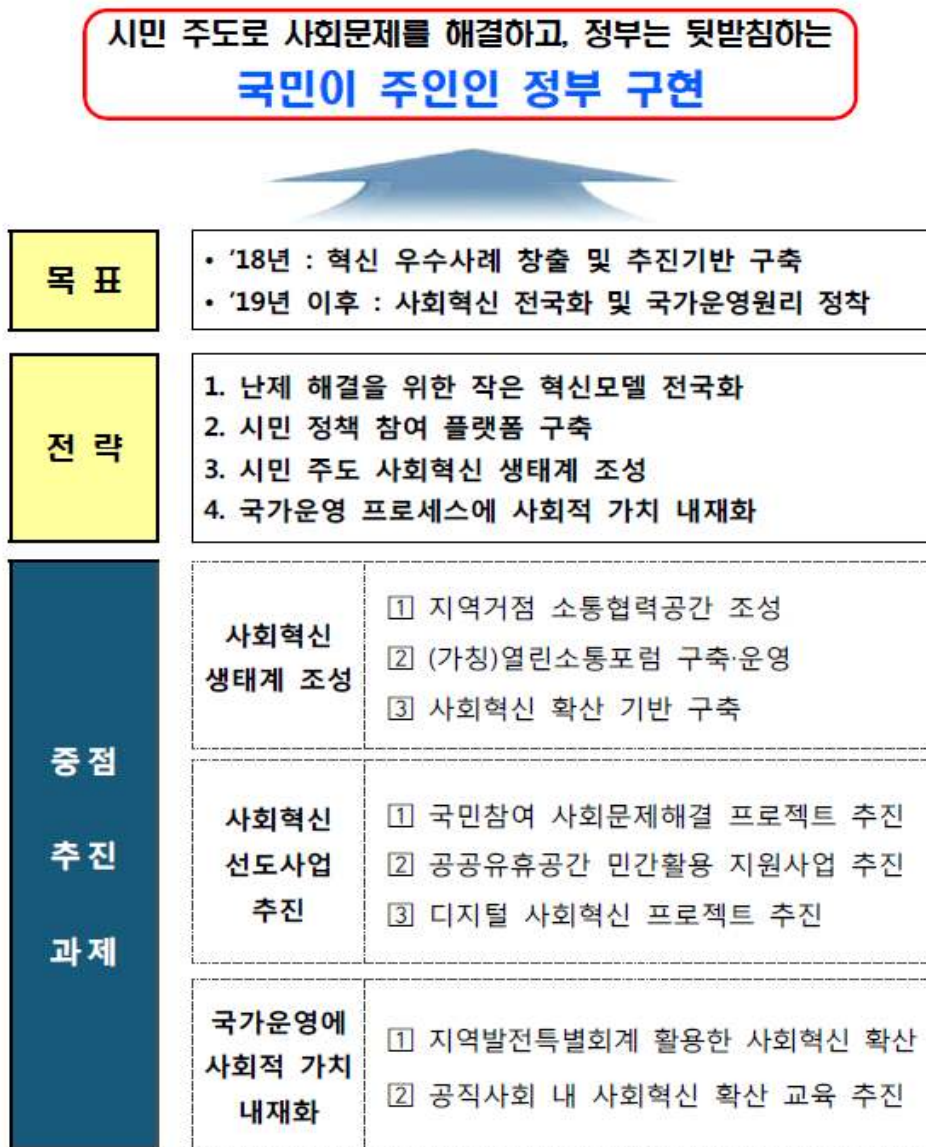 시민 주도로 사회문제를 해결하고, 정부는 뒷받침하는
국민이 주인인 정부 구현
목 표
• '18년 : 혁신 우수사례 창출 및 추진기반 구축
• '19년 이후 : 사회혁신 전국화 및 국가운영원리 정착
전 략
1. 난제 해결을 위한 작은 혁신모델 전국화
2. 시민 정책 참여 플랫폼 구축
3. 시민 주도 사회혁신 생태계 조성
4. 국가운영 프로세스에 사회적 가치 내재화
중 점
추 진
과 제
사회혁신
생태계 조성
1 지역거점 소통협력공간 조성
2 (가칭)열린소통포럼 구축·운영
3 사회혁신 확산 기반 구축
사회혁신
선도사업
추진
1 국민참여 사회문제해결 프로젝트 추진
2 공공유휴공간 민간활용 지원사업 추진
3 디지털 사회혁신 프로젝트 추진
국가운영에
사회적 가치
내재화
1 지역발전특별회계 활용한 사회혁신 확산
2 공직사회 내 사회혁신 확산 교육 추진